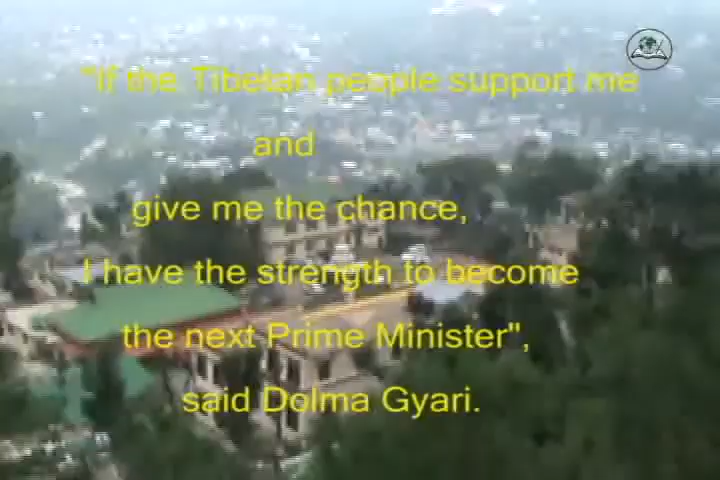 "If the Tibetan people support me
and
give me the chance,
I have the strength to become
the next Prime Minister",
said Dolma Gyari.